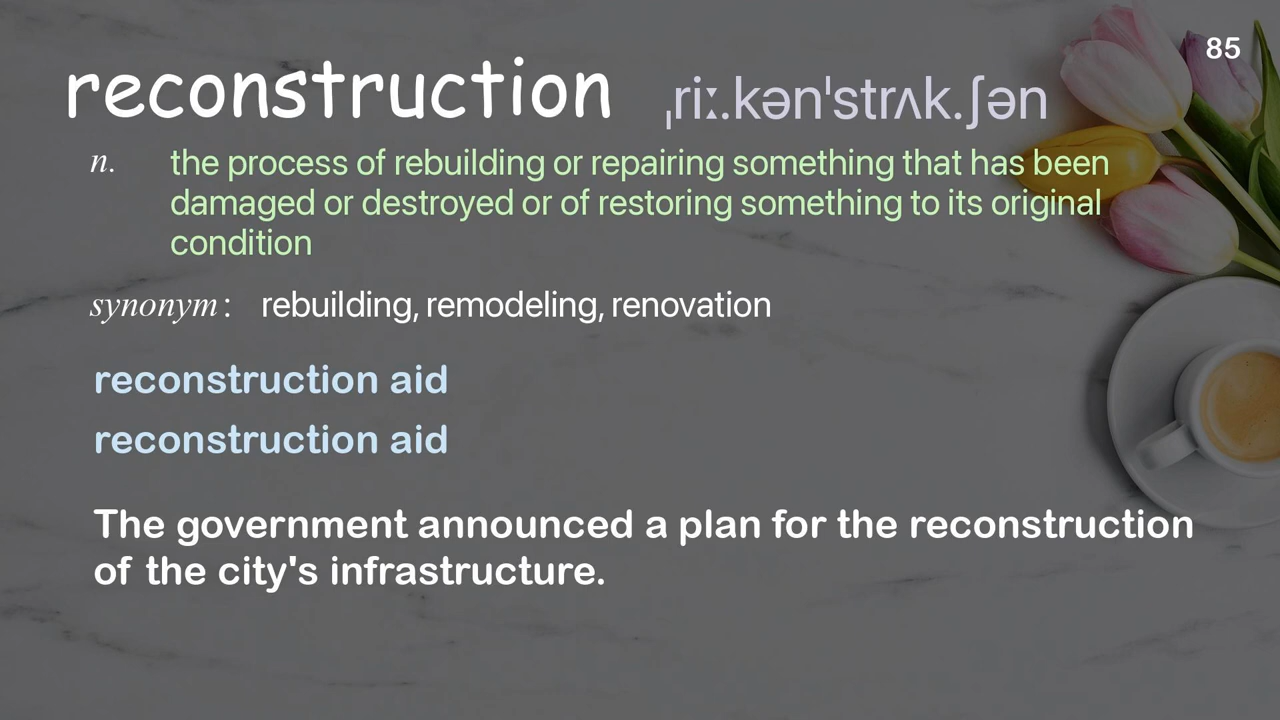 85
reconstruction ˌriː.kən'strʌk.ʃən
n. the process of rebuilding or repairing something that has been
damaged or destroyed or of restoring something to its original
condition
synonym: rebuilding, remodeling, renovation
reconstruction aid
reconstruction aid
The government announced a plan for the reconstruction
of the city's infrastructure.